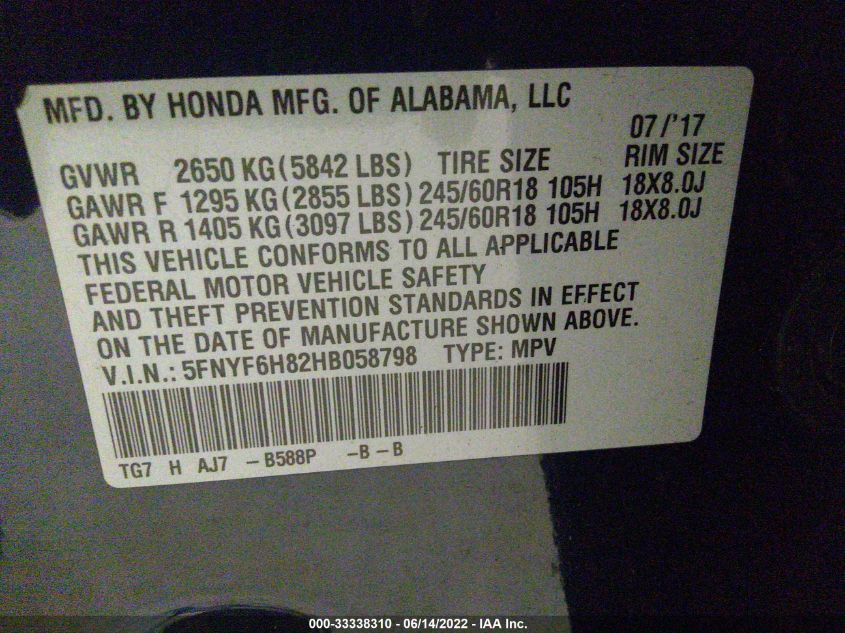 MFD. BY HONDA MFG. OF ALABAMA, LLC
07/'17
GVWR 2650 KG(5842 LBS) TIRE SIZE RIM SIZE
GAWR F 1295 KG(2855 LBS) 245/60R18 105H 18X8.0J
GAWR R 1405 KG(3097 LBS) 245/60R18 105H 18X8.0J
THIS VEHICLE CONFORMS TO ALL APPLICABLE
FEDERAL MOTOR VEHICLE SAFETY
AND THEFT PREVENTION STANDARDS IN EFFECT
ON THE DATE OF MANUFACTURE SHOWN ABOVE.
V.I.N.: 5FNYF6H82HB058798 TYPE: MPV
TG7 H AJ7 -B588P -B-B
000-33338310 - 06/14/2022 - IAA Inc.